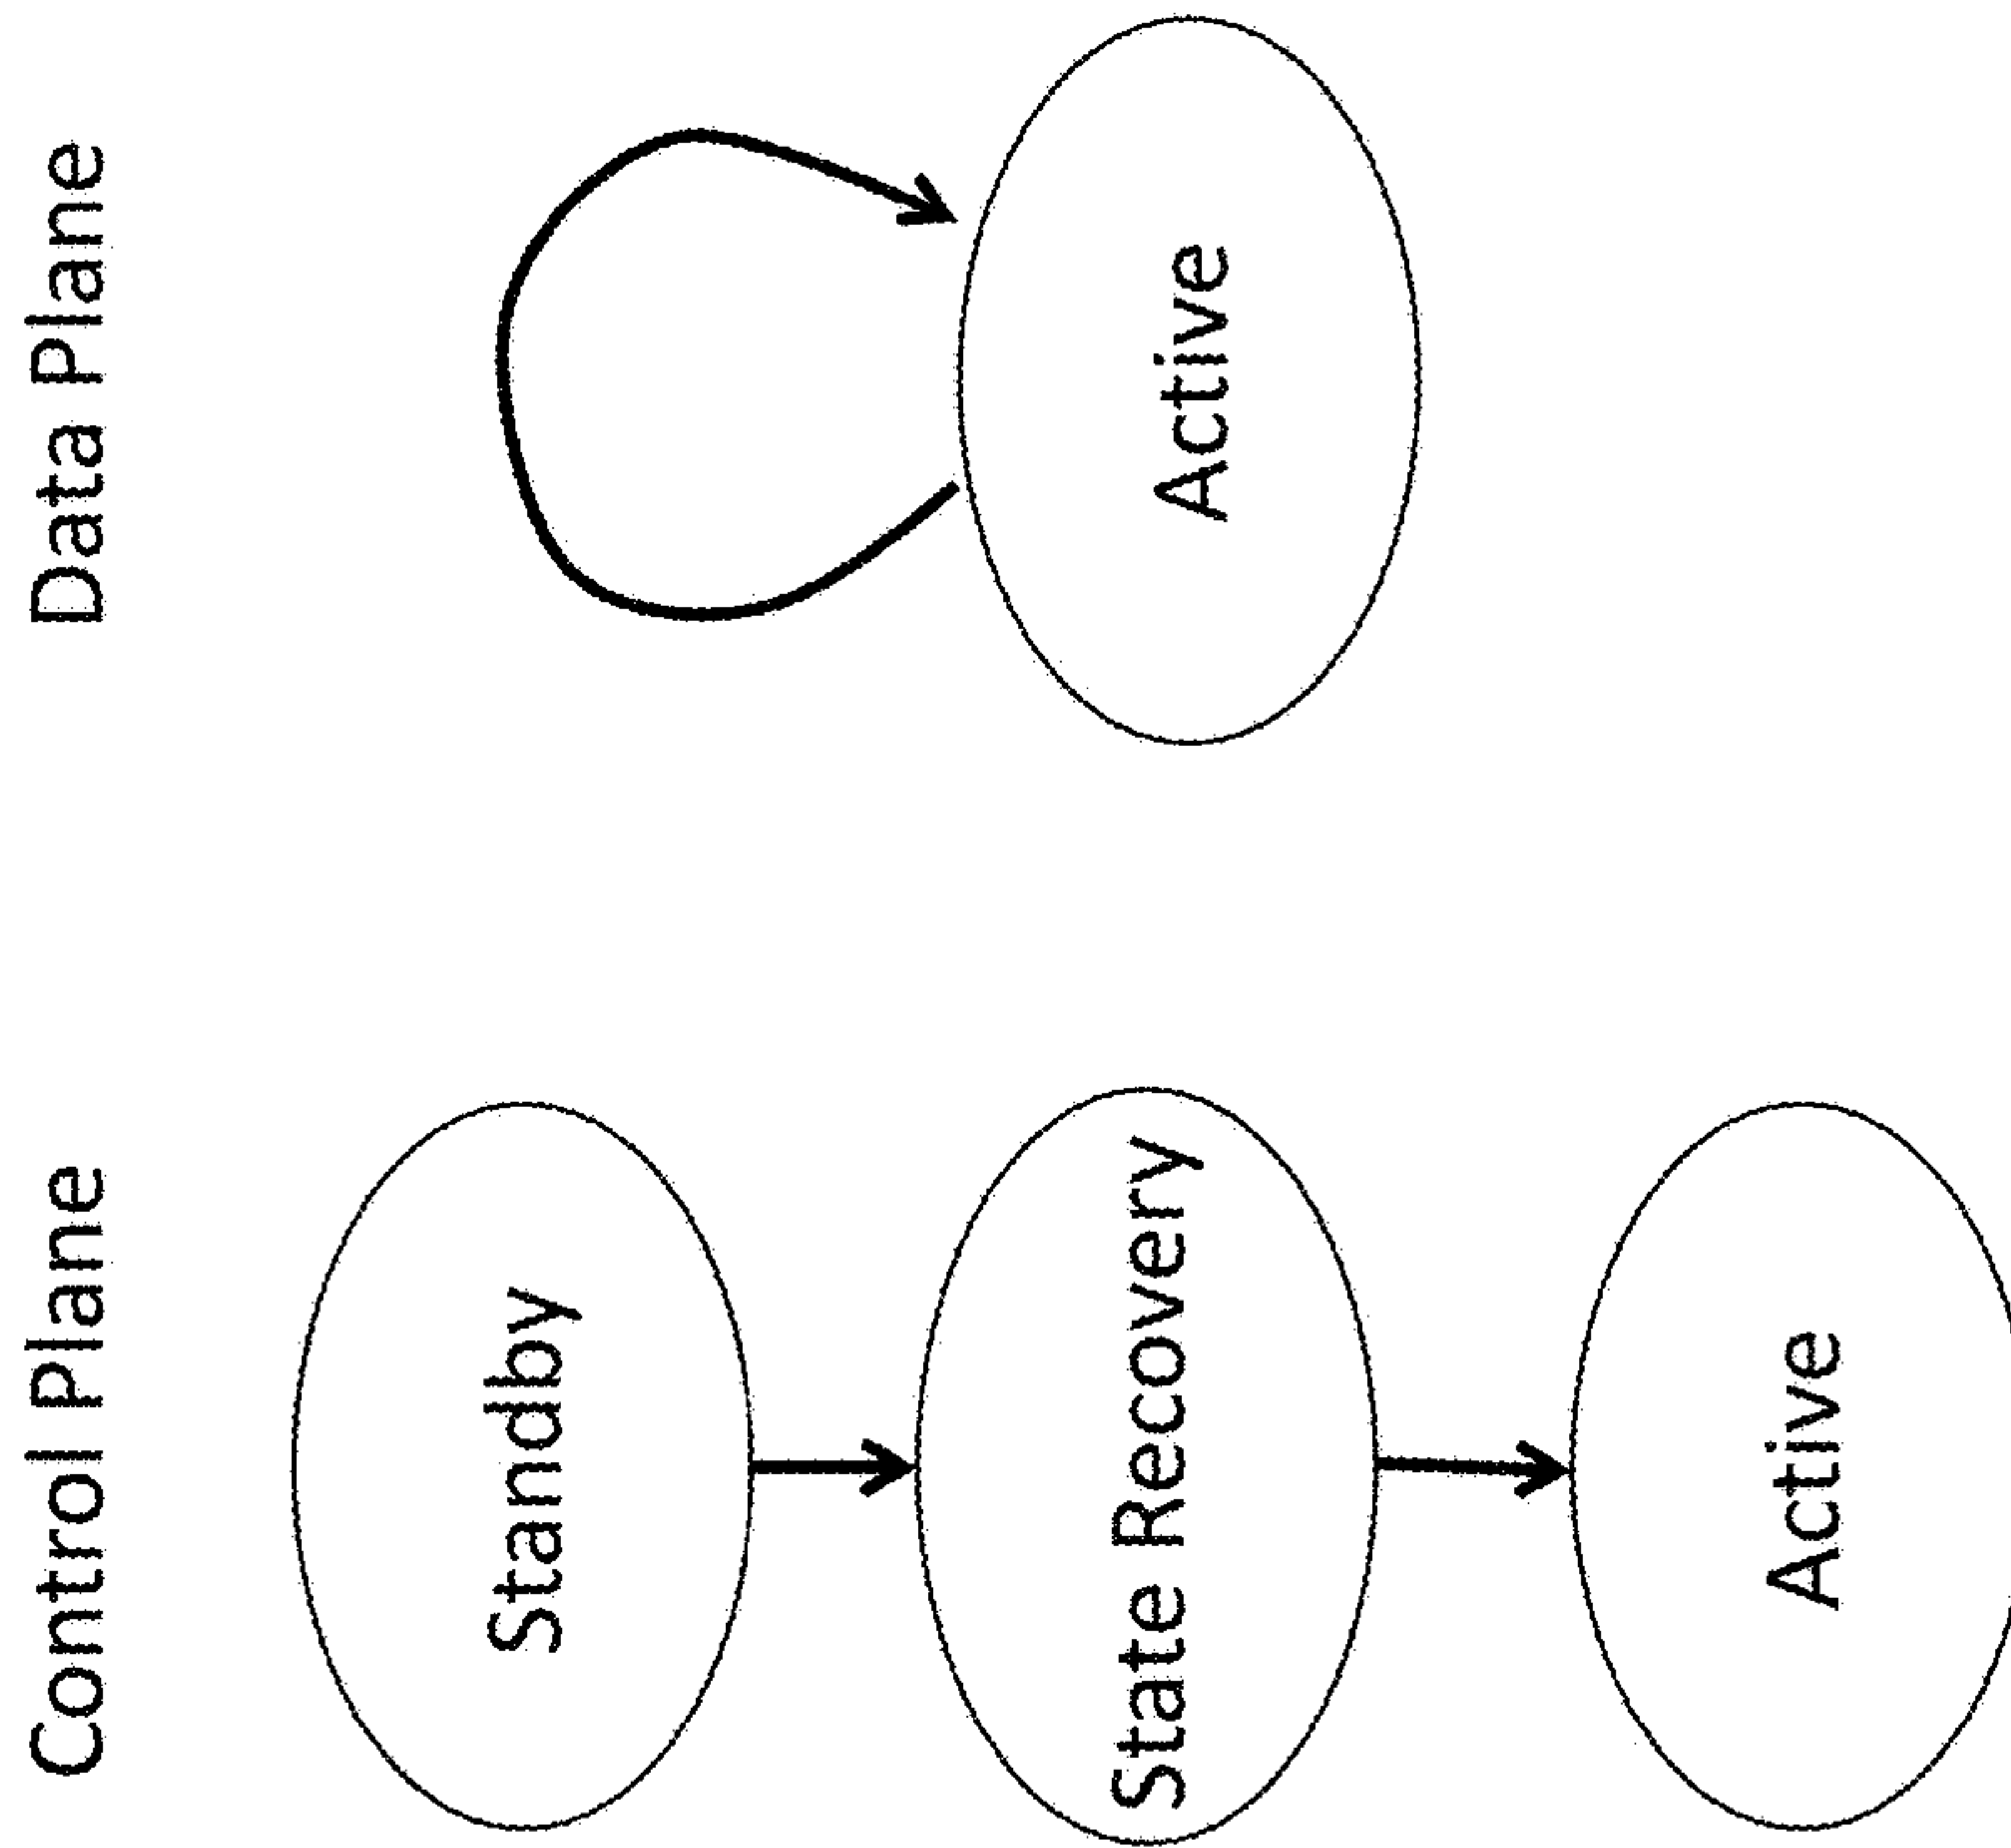 Control Plane
Data Plane
Standby
State Recovery
Active
Active